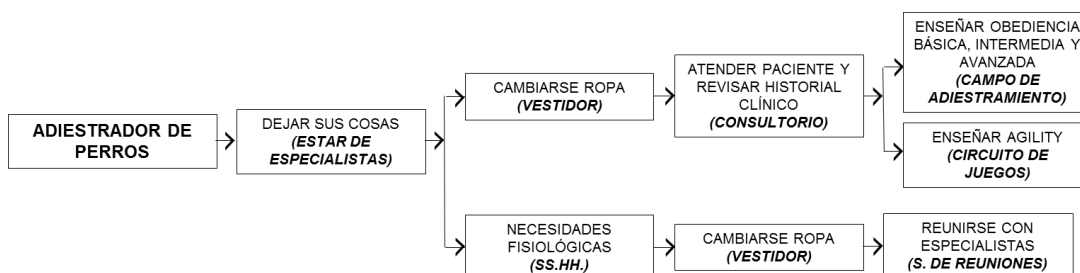 ADIESTRADOR DE
PERROS
DEJAR SUS COSAS
(ESTAR DE
ESPECIALISTAS)
CAMBIARSE ROPA
(VESTIDOR)
ATENDER PACIENTE Y
REVISAR HISTORIAL
CLÍNICO
(CONSULTORIO)
ENSEÑAR OBEDIENCIA
BÁSICA, INTERMEDIA Y
AVANZADA
(CAMPO DE
ADIESTRAMIENTO)
ENSEÑAR AGILITY
(CIRCUITO DE
JUEGOS)
NECESIDADES
FISIOLÓGICAS
(SS.HH.)
CAMBIARSE ROPA
(VESTIDOR)
REUNIRSE CON
ESPECIALISTAS
(S. DE REUNIONES)